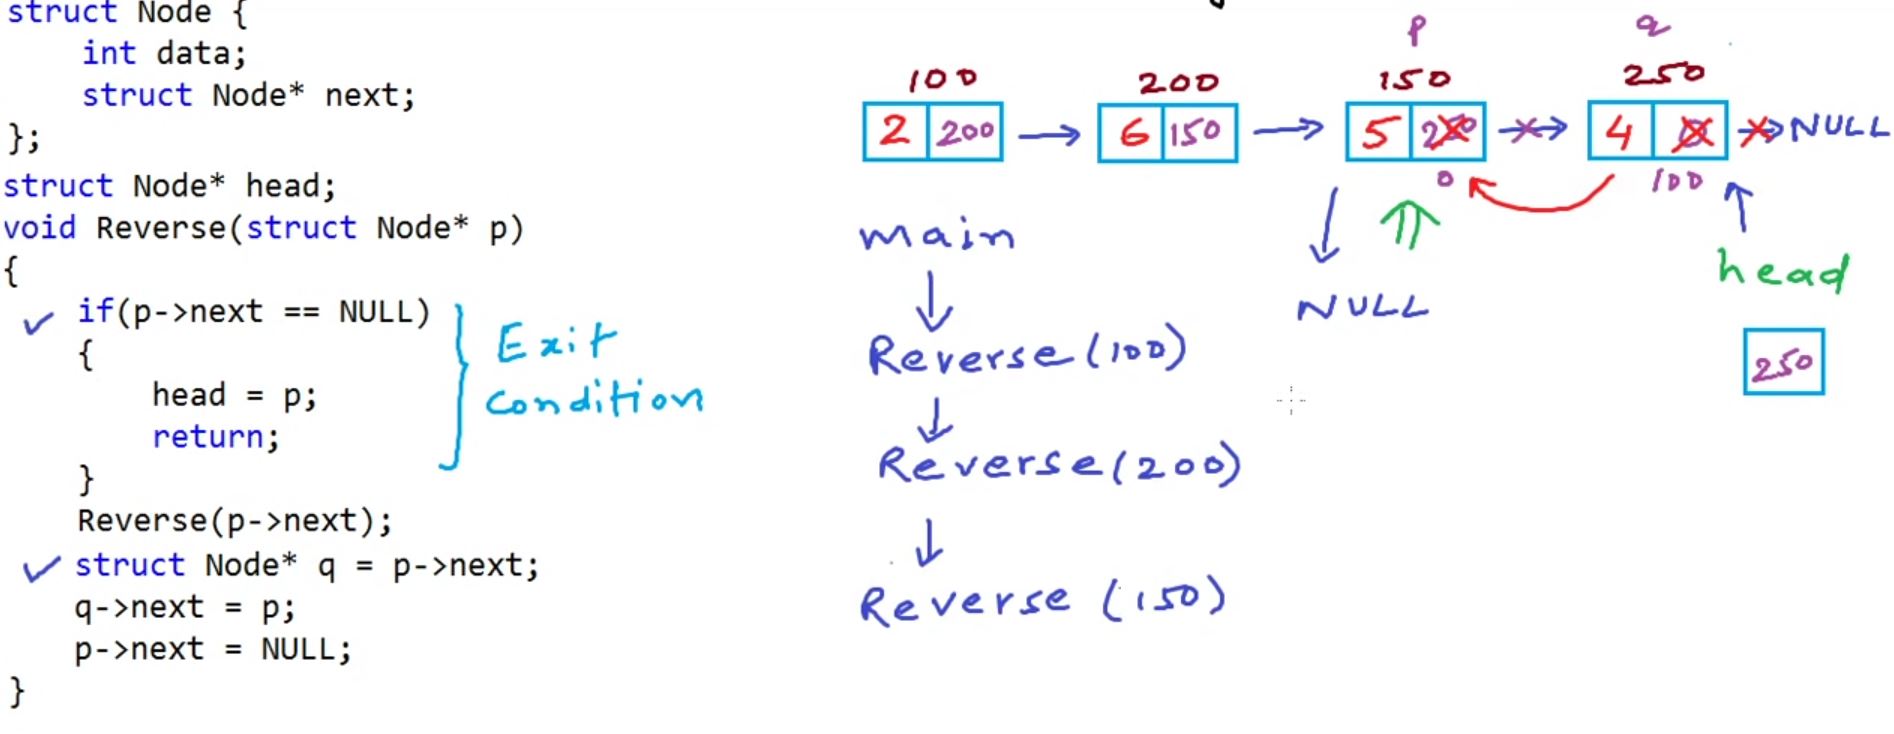 struct Node {
int data;
struct Node* next;
};
struct Node* head;
void Reverse(struct Node* p)
{
if(p->next == NULL)
{
head = p;
return;
}
Reverse(p->next);
struct Node* q = p->next;
q->next = p;
p->next = NULL;
}
Exit
condition
p q
100 200 150 250
2 200 6 150 5 250 4 0 NULL
0 100
main
NULL
head
250
Reverse(100)
Reverse(200)
Reverse (150)